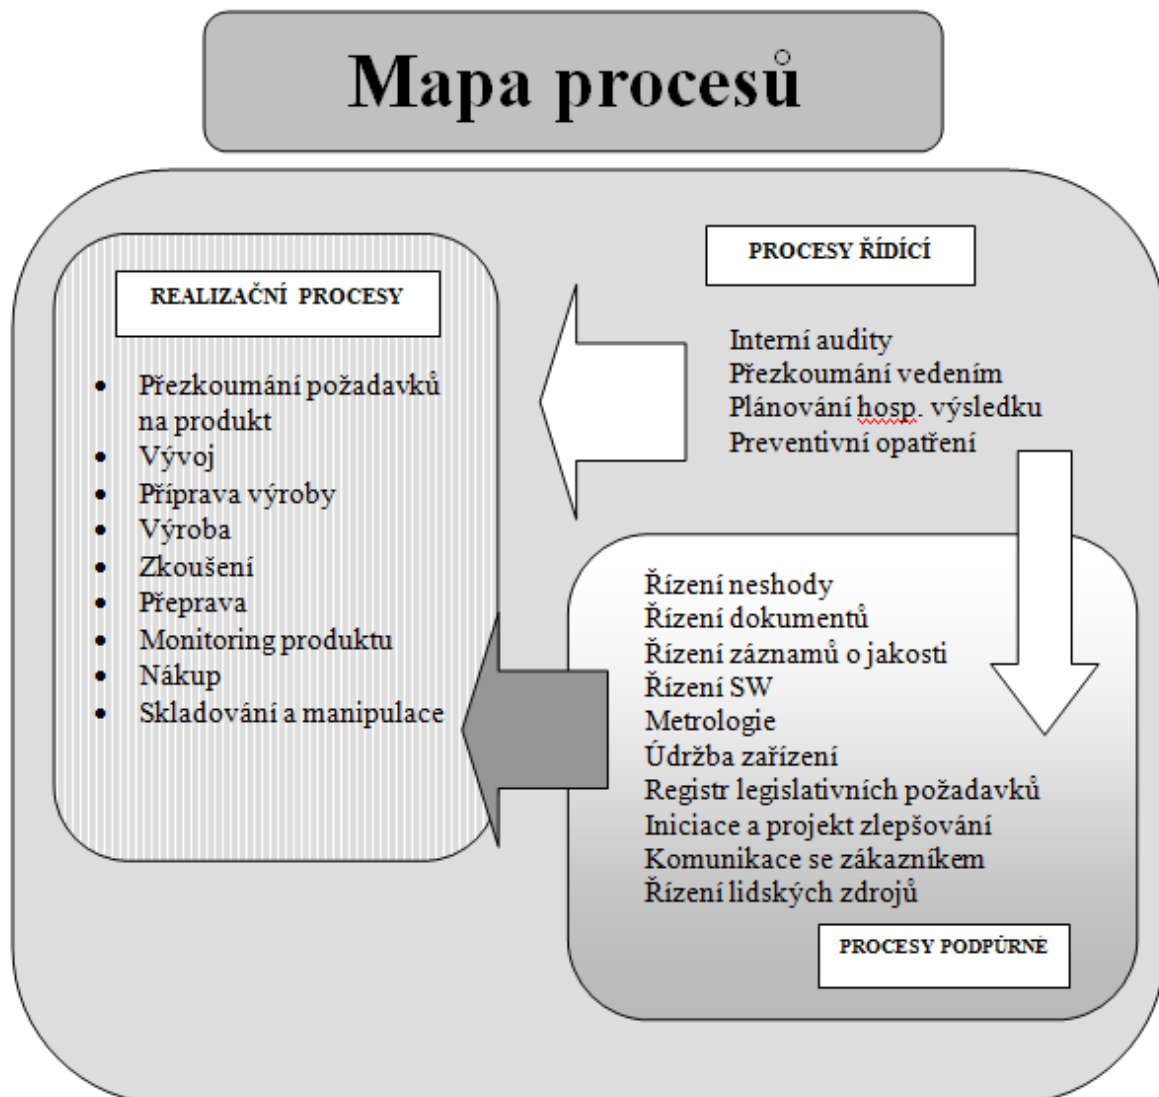 Mapa procesů
REALIZAČNÍ PROCESY
• Přezkoumání požadavků
na produkt
• Vývoj
• Příprava výroby
• Výroba
• Zkoušení
• Přeprava
• Monitoring produktu
• Nákup
• Skladování a manipulace
PROCESY ŘÍDÍCÍ
Interní audity
Přezkoumání vedením
Plánování hosp. výsledku
Preventivní opatření
Řízení neshody
Řízení dokumentů
Řízení záznamů o jakosti
Řízení SW
Metrologie
Údržba zařízení
Registr legislativních požadavků
Iniciace a projekt zlepšování
Komunikace se zákazníkem
Řízení lidských zdrojů
PROCESY PODPŮRNÉ